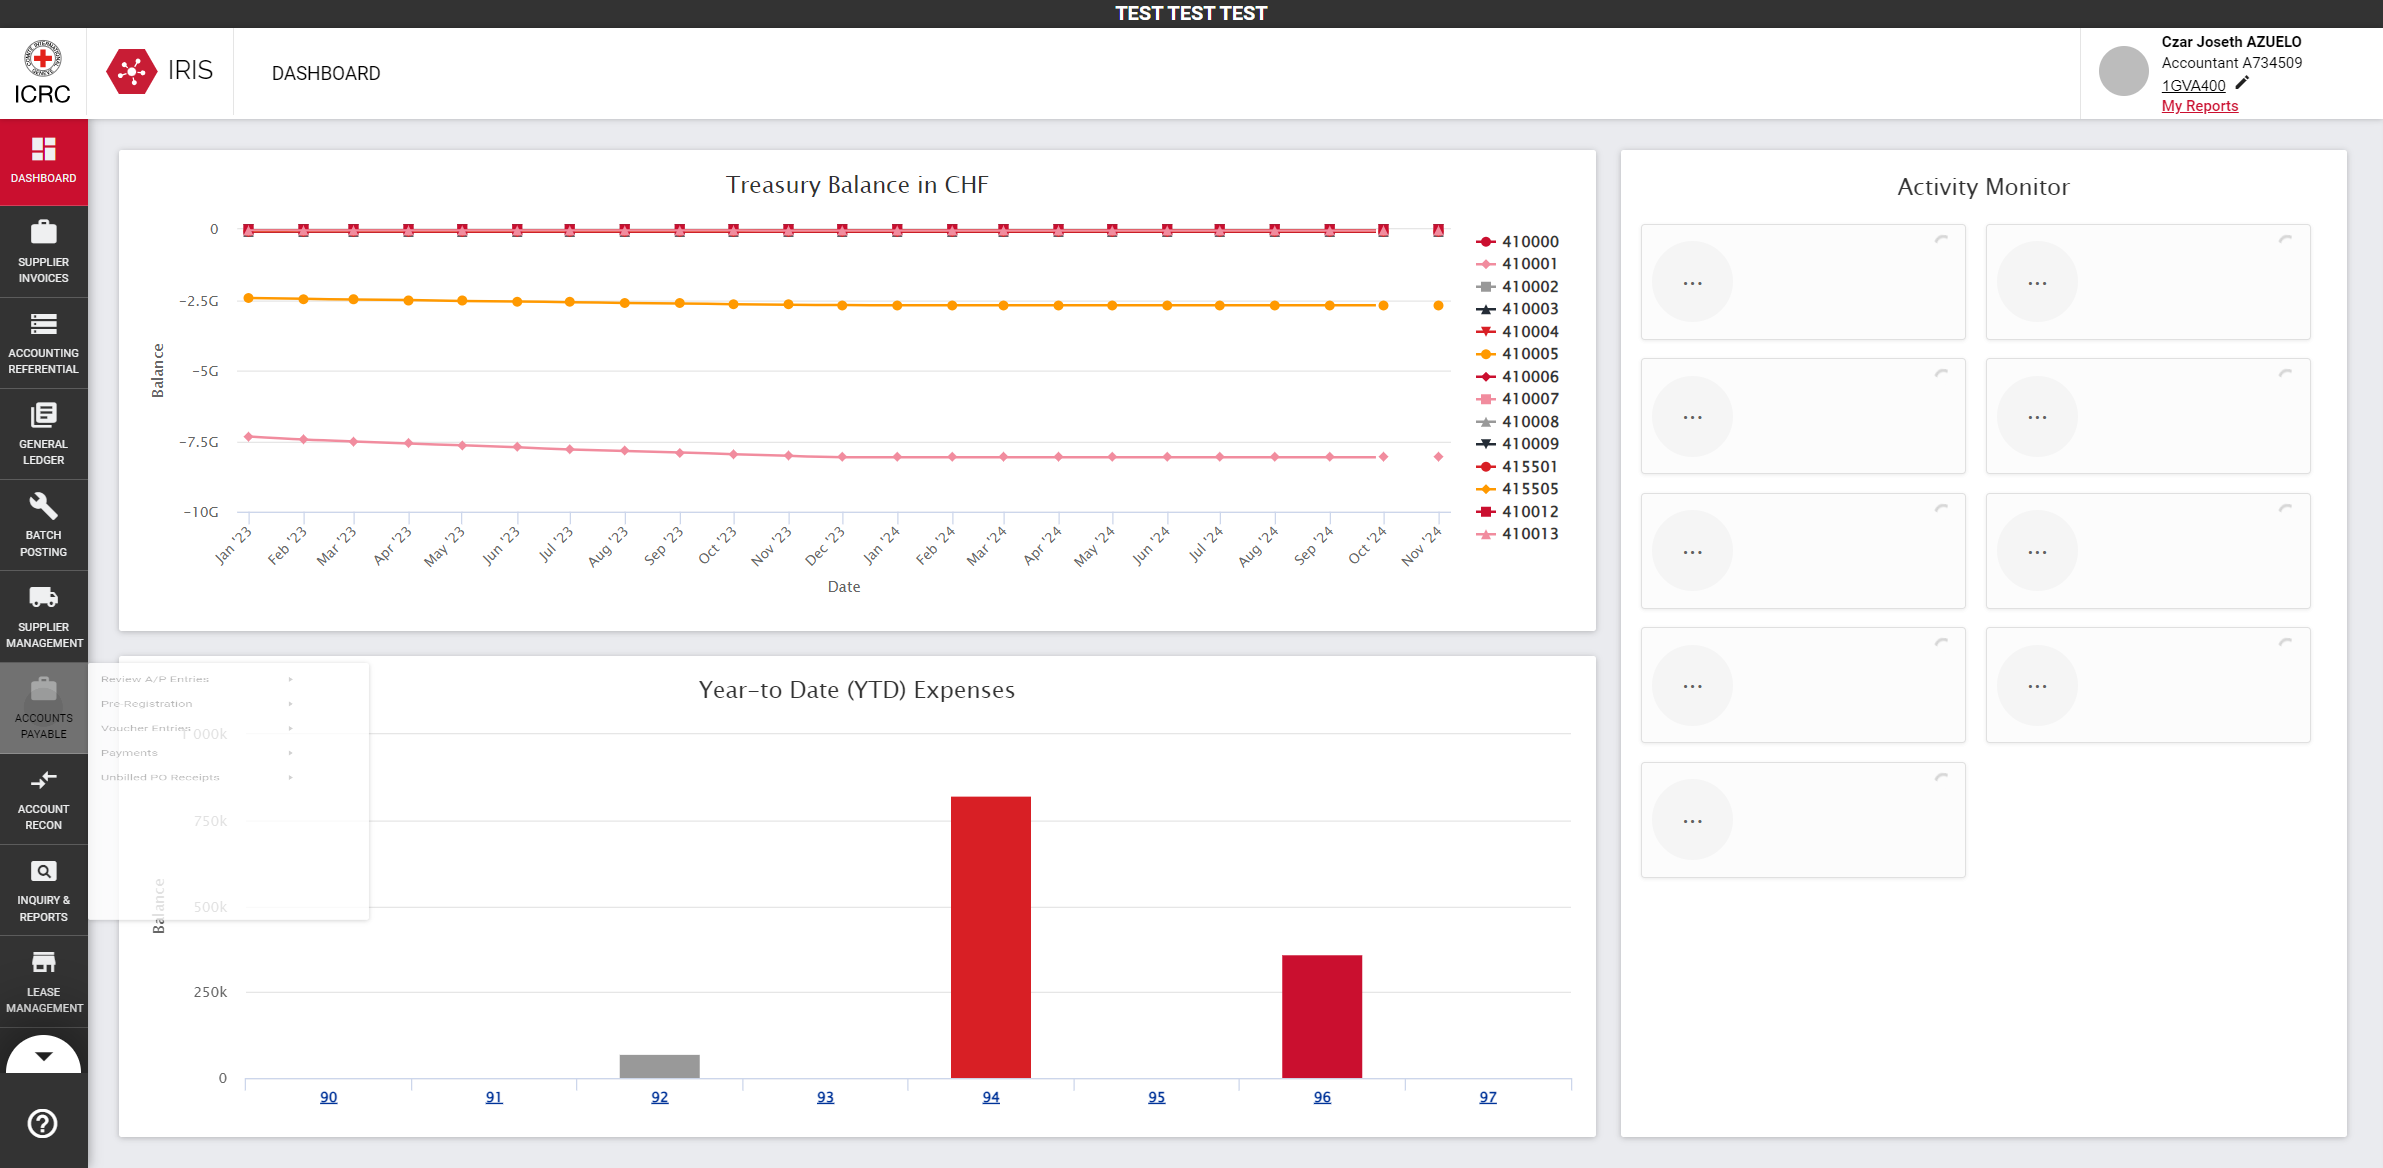 TEST TEST TEST
ICRC
IRIS
DASHBOARD
Czar Joseth AZUELO
Accountant A734509
1GVA400
My Reports
DASHBOARD
SUPPLIER
INVOICES
ACCOUNTING
REFERENTIAL
GENERAL
LEDGER
BATCH
POSTING
SUPPLIER
MANAGEMENT
ACCOUNTS
PAYABLE
ACCOUNT
RECON
INQUIRY &
REPORTS
LEASE
MANAGEMENT
Review A/P Entries
Pre-Registration
Voucher Entries
Payments
Unbilled PO Receipts
Treasury Balance in CHF
0
-2.5G
-5G
-7.5G
-10G
Balance
Jan '23
Feb '23
Mar '23
Apr '23
May '23
Jun '23
Jul '23
Aug '23
Sep '23
Oct '23
Nov '23
Dec '23
Jan '24
Feb '24
Mar '24
Apr '24
May '24
Jun '24
Jul '24
Aug '24
Sep '24
Oct '24
Nov '24
Date
410000
410001
410002
410003
410004
410005
410006
410007
410008
410009
415501
415505
410012
410013
Year-to Date (YTD) Expenses
1 000k
750k
500k
250k
0
Balance
90
91
92
93
94
95
96
97
Activity Monitor
...
...
...
...
...
...
...
...
...